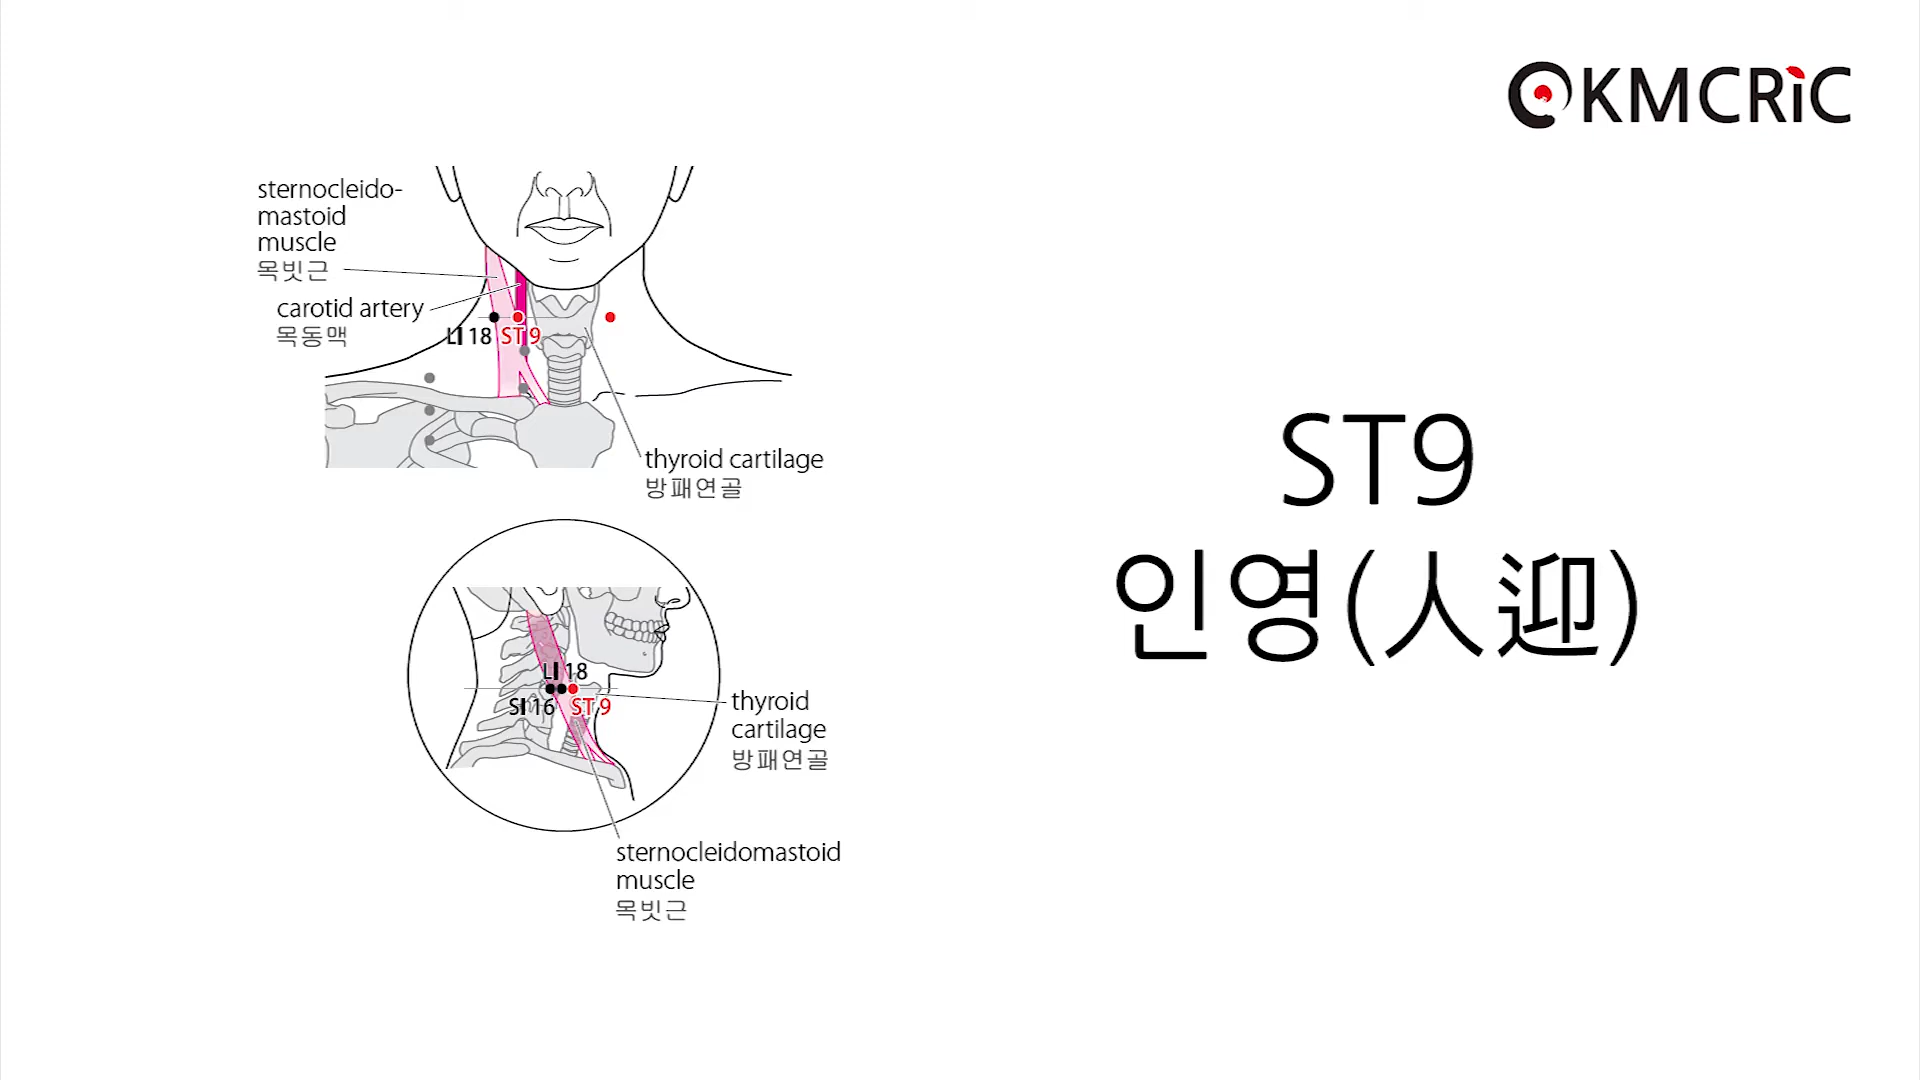 KMCRiC
sternocleido-
mastoid
muscle
목빗근
carotid artery
목동맥
LI 18 ST 9
thyroid cartilage
방패연골
ST9
인영(人迎)
LI 18
SI 16 ST 9
thyroid
cartilage
방패연골
sternocleidomastoid
muscle
목빗근